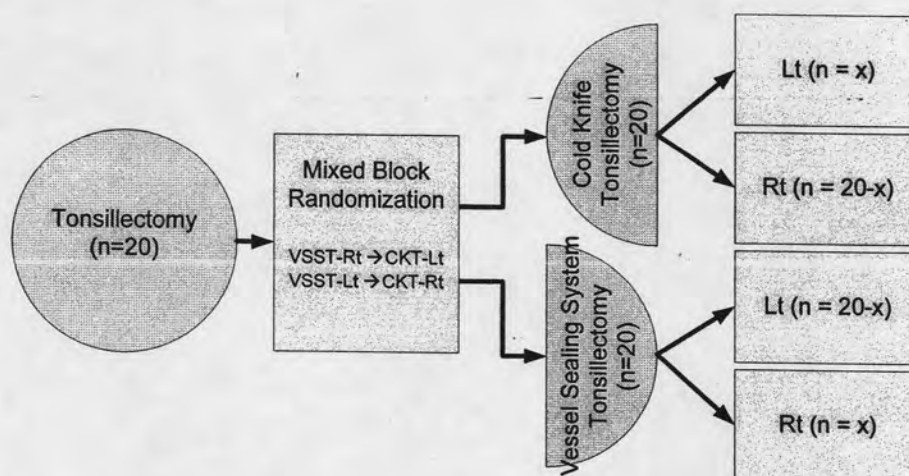 Tonsillectomy
(n=20)
Mixed Block
Randomization
VSST-Rt →CKT-Lt
VSST-Lt →CKT-Rt
Cold Knife
Tonsillectomy
(n=20)
Vessel Sealing System
Tonsillectomy
(n=20)
Lt (n = x)
Rt (n = 20-x)
Lt (n = 20-x)
Rt (n = x)